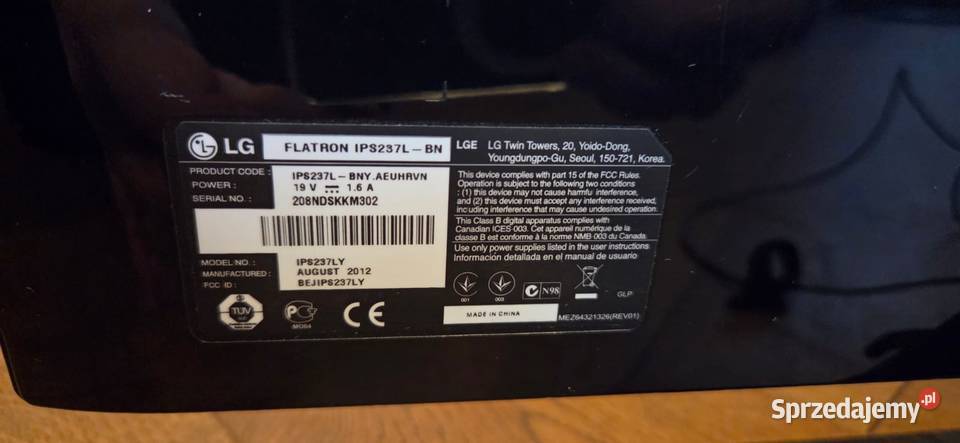 LG
FLATRON IPS237L-BN
LGE LG Twin Towers, 20, Yoido-Dong,
Youngdungpo-Gu, Seoul, 150-721, Korea.
PRODUCT CODE : IPS237L-BNY.AEUHRVN
POWER : 19 V 1.6 A
SERIAL NO. : 208NDSKKM302
MODEL NO. : IPS237LY
MANUFACTURED : AUGUST 2012
FCC ID : BEJIPS237LY
This device complies with part 15 of the FCC Rules.
Operation is subject to the following two conditions
: (1) this device may not cause harmful interference,
and (2) this device must accept any interference received,
including interference that may cause undesired operation.
This Class B digital apparatus complies with
Canadian ICES-003. Cet appareil numérique de la
classe B est conforme à la norme NMB-003 du Canada.
Use only power supplies listed in the user instructions
Información detallada en el manual de usuario
TÜV
PC
MO64
CE
001
003
C N98
GLP
MADE IN CHINA
MEZ64321326(REV01)
Sprzedajemy.pl